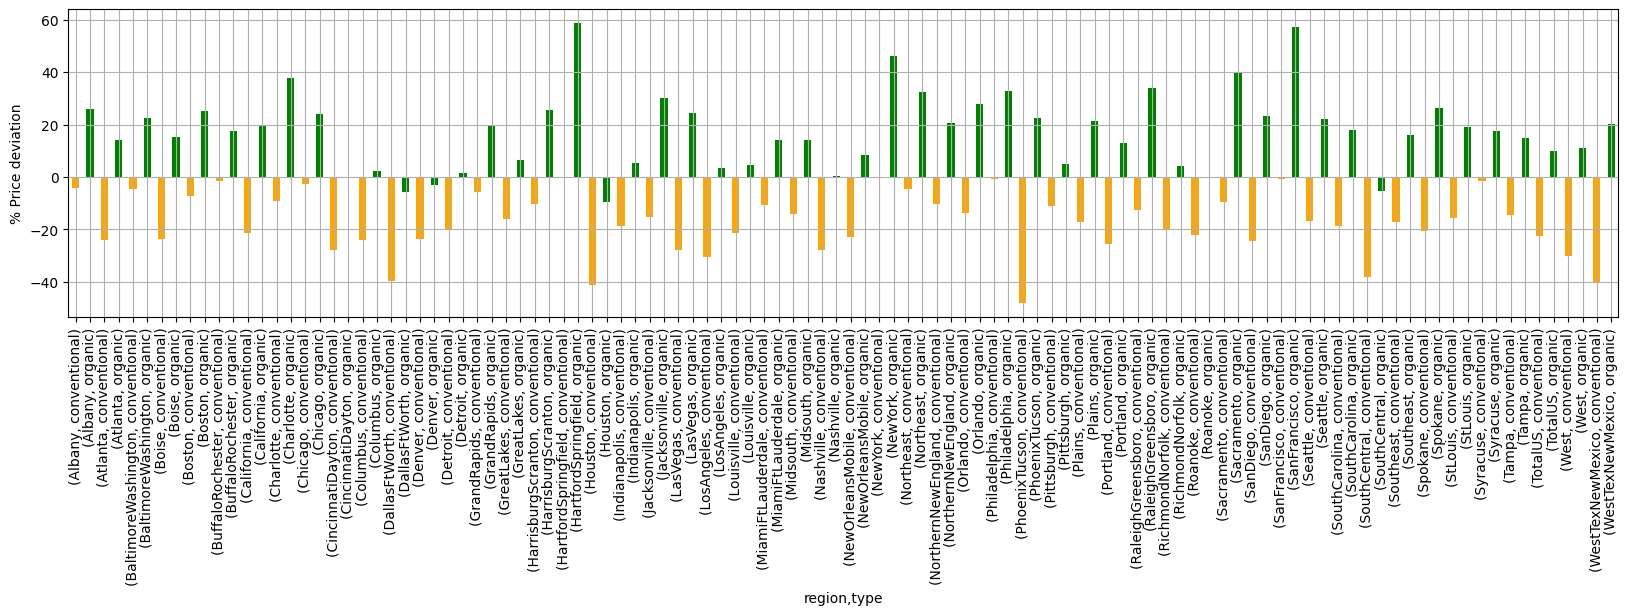 % Price deviation
60
40
20
0
−20
−40
(Albany, conventional)
(Albany, organic)
(Atlanta, conventional)
(Atlanta, organic)
(BaltimoreWashington, conventional)
(BaltimoreWashington, organic)
(Boise, conventional)
(Boise, organic)
(Boston, conventional)
(Boston, organic)
(BuffaloRochester, conventional)
(BuffaloRochester, organic)
(California, conventional)
(California, organic)
(Charlotte, conventional)
(Charlotte, organic)
(Chicago, conventional)
(Chicago, organic)
(CincinnatiDayton, conventional)
(CincinnatiDayton, organic)
(Columbus, conventional)
(Columbus, organic)
(DallasFtWorth, conventional)
(DallasFtWorth, organic)
(Denver, conventional)
(Denver, organic)
(Detroit, conventional)
(Detroit, organic)
(GrandRapids, conventional)
(GrandRapids, organic)
(GreatLakes, conventional)
(GreatLakes, organic)
(HarrisburgScranton, conventional)
(HarrisburgScranton, organic)
(HartfordSpringfield, conventional)
(HartfordSpringfield, organic)
(Houston, conventional)
(Houston, organic)
(Indianapolis, conventional)
(Indianapolis, organic)
(Jacksonville, conventional)
(Jacksonville, organic)
(LasVegas, conventional)
(LasVegas, organic)
(LosAngeles, conventional)
(LosAngeles, organic)
(Louisville, conventional)
(Louisville, organic)
(MiamiFtLauderdale, conventional)
(MiamiFtLauderdale, organic)
(Midsouth, conventional)
(Midsouth, organic)
(Nashville, conventional)
(Nashville, organic)
(NewOrleansMobile, conventional)
(NewOrleansMobile, organic)
(NewYork, conventional)
(NewYork, organic)
(Northeast, conventional)
(Northeast, organic)
(NorthernNewEngland, conventional)
(NorthernNewEngland, organic)
(Orlando, conventional)
(Orlando, organic)
(Philadelphia, conventional)
(Philadelphia, organic)
(PhoenixTucson, conventional)
(PhoenixTucson, organic)
(Pittsburgh, conventional)
(Pittsburgh, organic)
(Plains, conventional)
(Plains, organic)
(Portland, conventional)
(Portland, organic)
(RaleighGreensboro, conventional)
(RaleighGreensboro, organic)
(RichmondNorfolk, conventional)
(RichmondNorfolk, organic)
(Roanoke, conventional)
(Roanoke, organic)
(Sacramento, conventional)
(Sacramento, organic)
(SanDiego, conventional)
(SanDiego, organic)
(SanFrancisco, conventional)
(SanFrancisco, organic)
(Seattle, conventional)
(Seattle, organic)
(SouthCarolina, conventional)
(SouthCarolina, organic)
(SouthCentral, conventional)
(SouthCentral, organic)
(Southeast, conventional)
(Southeast, organic)
(Spokane, conventional)
(Spokane, organic)
(StLouis, conventional)
(StLouis, organic)
(Syracuse, conventional)
(Syracuse, organic)
(Tampa, conventional)
(Tampa, organic)
(TotalUS, conventional)
(TotalUS, organic)
(West, conventional)
(West, organic)
(WestTexNewMexico, conventional)
(WestTexNewMexico, organic)
region,type